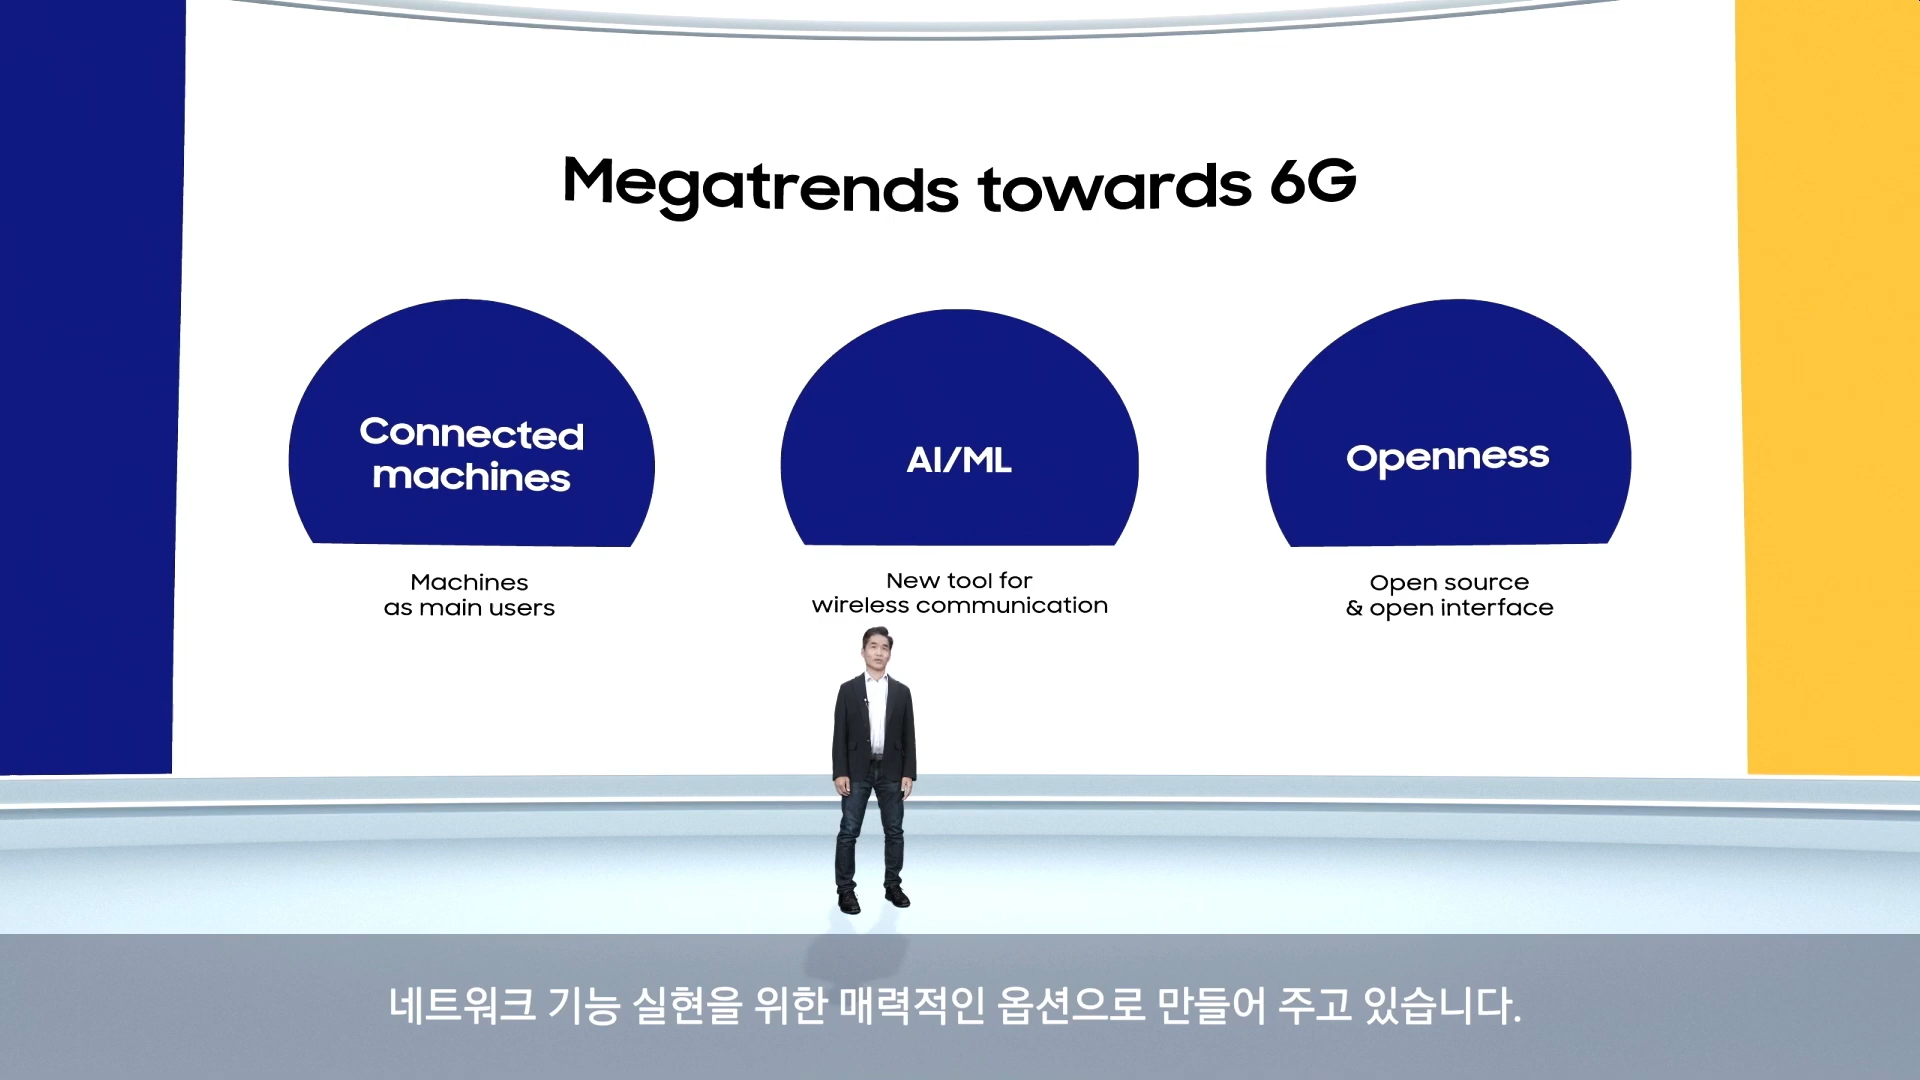 Megatrends towards 6G
Connected
machines
AI/ML
Openness
Machines
as main users
New tool for
wireless communication
Open source
& open interface
네트워크 기능 실현을 위한 매력적인 옵션으로 만들어 주고 있습니다.